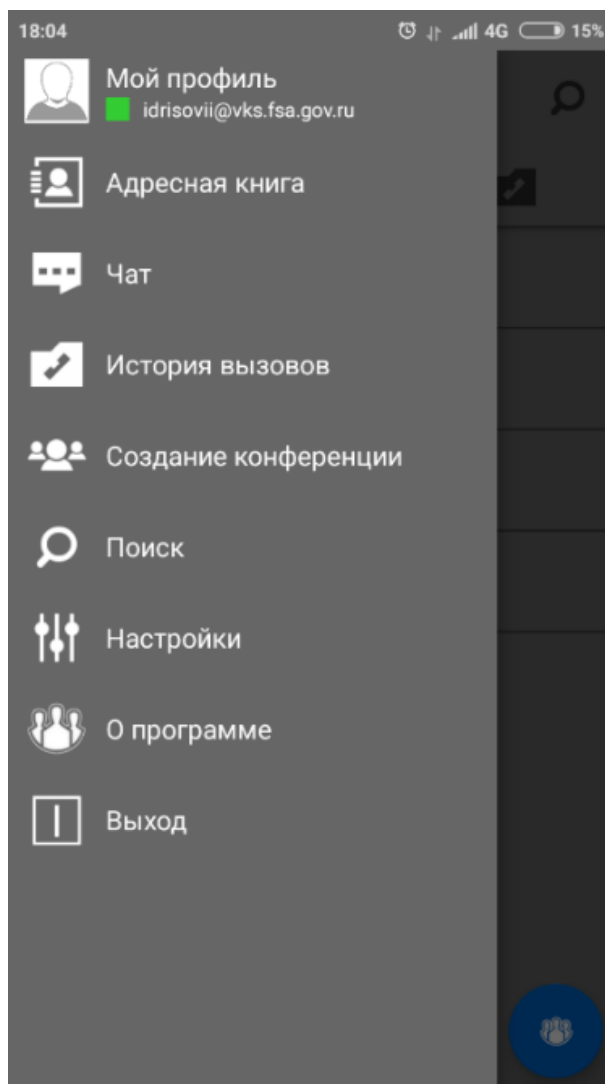 18:04 4G 15%
Мой профиль
idrisovii@vks.fsa.gov.ru
Адресная книга
Чат
История вызовов
Создание конференции
Поиск
Настройки
О программе
Выход